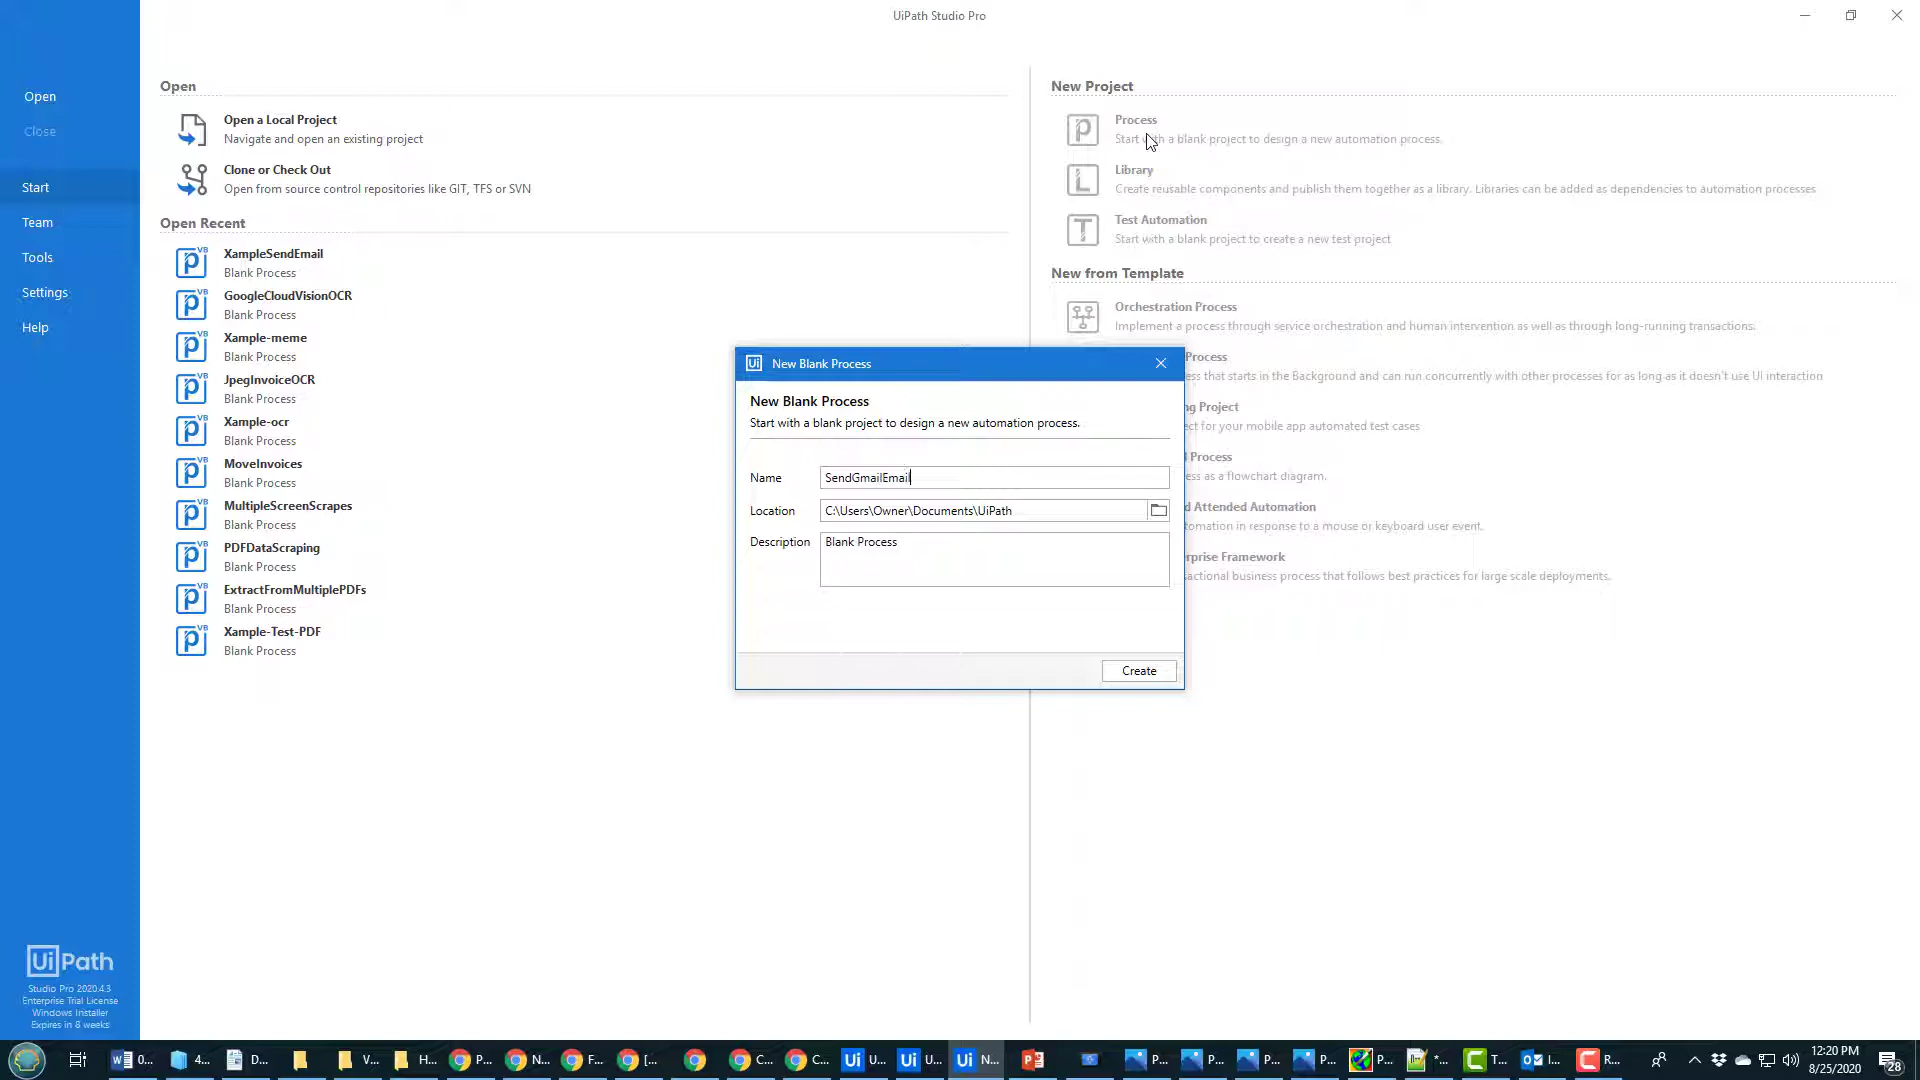 UiPath Studio Pro
Open
Close
Start
Team
Tools
Settings
Help
Open
Open a Local Project
Navigate and open an existing project
Clone or Check Out
Open from source control repositories like GIT, TFS or SVN
Open Recent
XampleSendEmail
Blank Process
GoogleCloudVisionOCR
Blank Process
Xample-meme
Blank Process
JpegInvoiceOCR
Blank Process
Xample-ocr
Blank Process
MoveInvoices
Blank Process
MultipleScreenScrapes
Blank Process
PDFDataScraping
Blank Process
ExtractFromMultiplePDFs
Blank Process
Xample-Test-PDF
Blank Process
New Project
Process
Start with a blank project to design a new automation process.
Library
Create reusable components and publish them together as a library. Libraries can be added as dependencies to automation processes
Test Automation
Start with a blank project to create a new test project
New from Template
Orchestration Process
Implement a process through service orchestration and human intervention as well as through long-running transactions.
Process
ess that starts in the Background and can run concurrently with other processes for as long as it doesn't use UI interaction
ng Project
ect for your mobile app automated test cases
Process
ess as a flowchart diagram.
d Attended Automation
tomation in response to a mouse or keyboard user event.
rprise Framework
sactional business process that follows best practices for large scale deployments.
Ui New Blank Process
New Blank Process
Start with a blank project to design a new automation process.
Name SendGmailEmail
Location C:\Users\Owner\Documents\UiPath
Description Blank Process
Create
UiPath
Studio Pro 2020.4.3
Enterprise Trial License
Windows Installer
Expires in 8 weeks
0... 4... D... V... H... P... N... F... [... C... C... U... U... N... P... P... P... P... P... *... T... I... R...
12:20 PM
8/25/2020
28